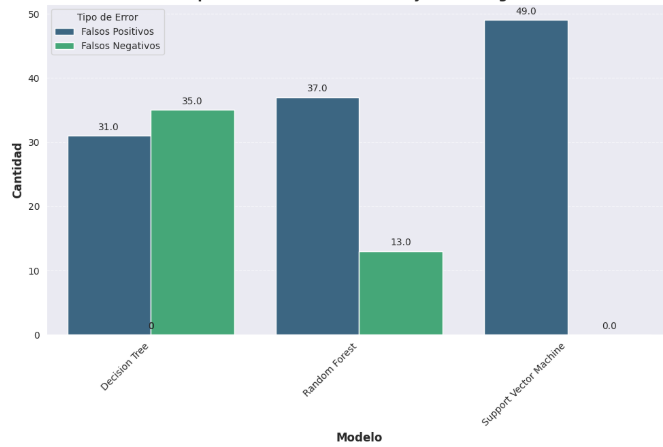 Tipo de Error
Falsos Positivos
Falsos Negativos
50
40
30
20
10
0
Cantidad
31.0
35.0
37.0
13.0
49.0
0.0
0
Decision Tree
Random Forest
Support Vector Machine
Modelo